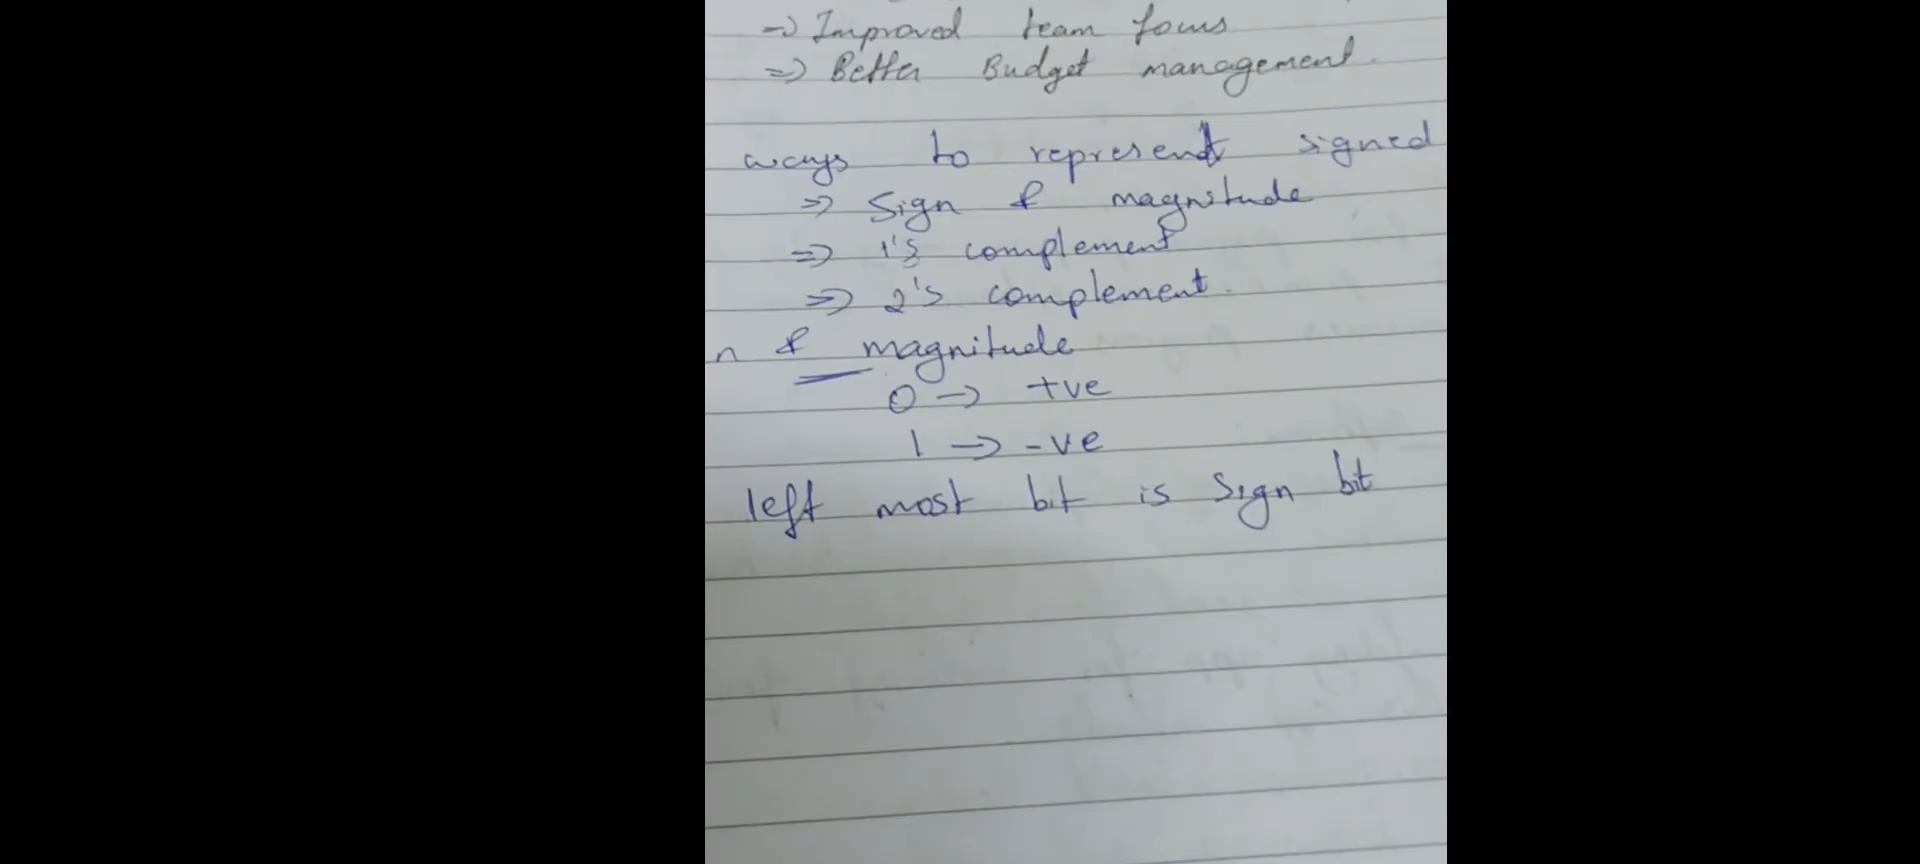 → Improved team focus
⇒ Better Budget management.
ways to represent signed
⇒ Sign & magnitude
⇒ 1's complement
⇒ 2's complement.
n & magnitude
0 → +ve
1 → -ve
left most bit is sign bit